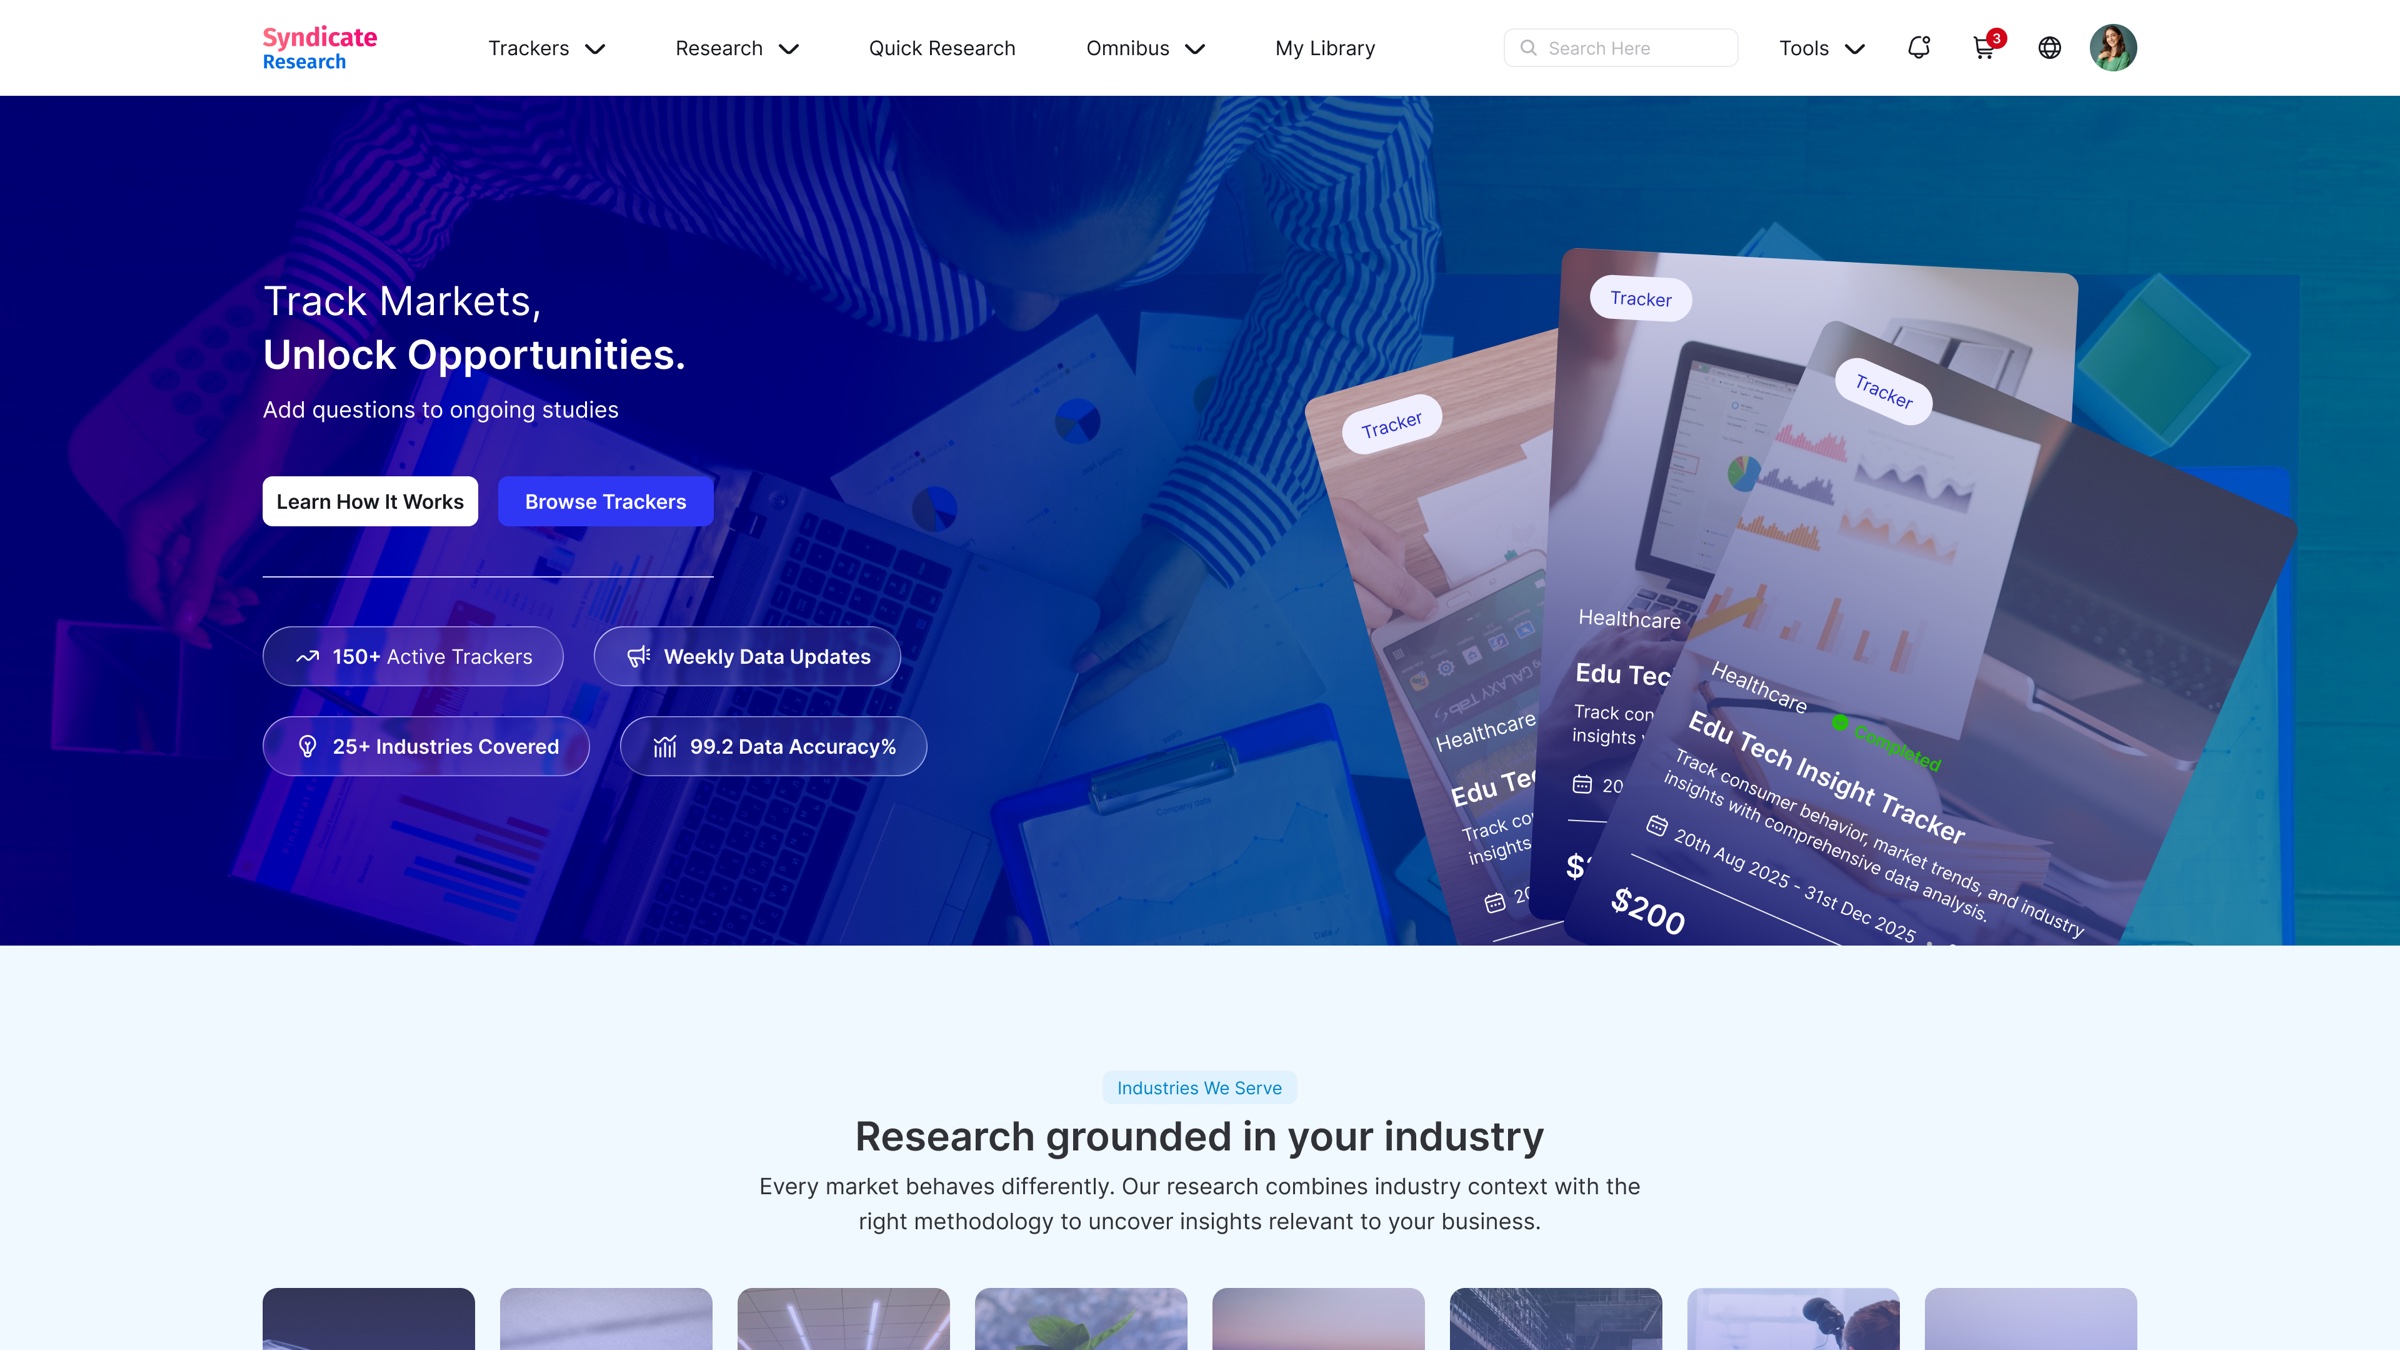 Syndicate
Research
Trackers
Research
Quick Research
Omnibus
My Library
Search Here
Tools
3
Track Markets,
Unlock Opportunities.
Add questions to ongoing studies
Learn How It Works
Browse Trackers
150+ Active Trackers
Weekly Data Updates
25+ Industries Covered
99.2 Data Accuracy%
Tracker
Healthcare
Edu Tec
Track co
insights
20
Tracker
Healthcare
Edu Tec
Track con
insights
20
Tracker
Healthcare
Completed
Edu Tech Insight Tracker
Track consumer behavior, market trends, and industry
insights with comprehensive data analysis.
20th Aug 2025 - 31st Dec 2025
$200
Company data
Industries We Serve
Research grounded in your industry
Every market behaves differently. Our research combines industry context with the
right methodology to uncover insights relevant to your business.